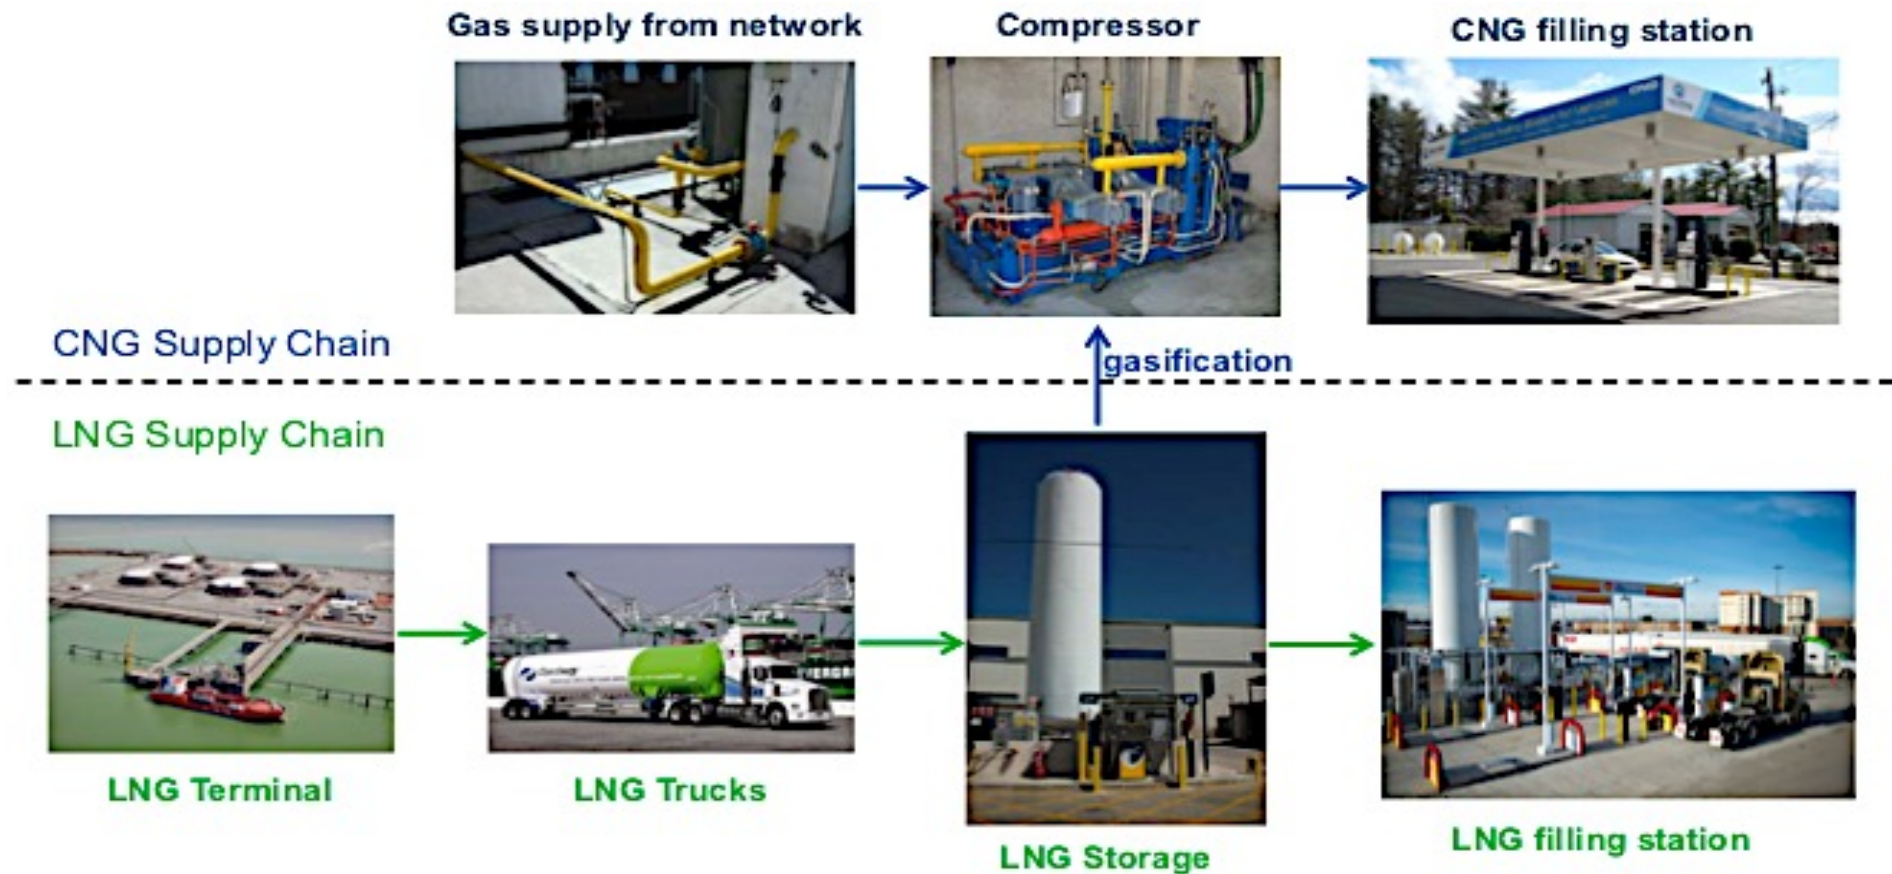 Gas supply from network
Compressor
CNG filling station
CNG Supply Chain
gasification
LNG Supply Chain
LNG Terminal
LNG Trucks
LNG Storage
LNG filling station